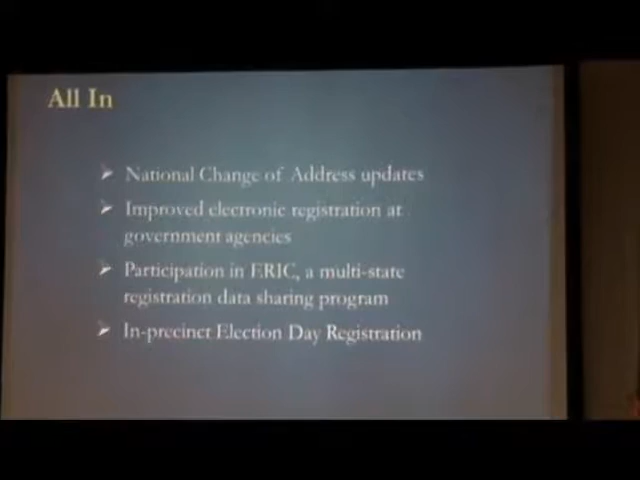 All In
National Change of Address updates
Improved electronic registration at
government agencies
Participation in ERIC, a multi-state
registration data sharing program
In-precinct Election Day Registration